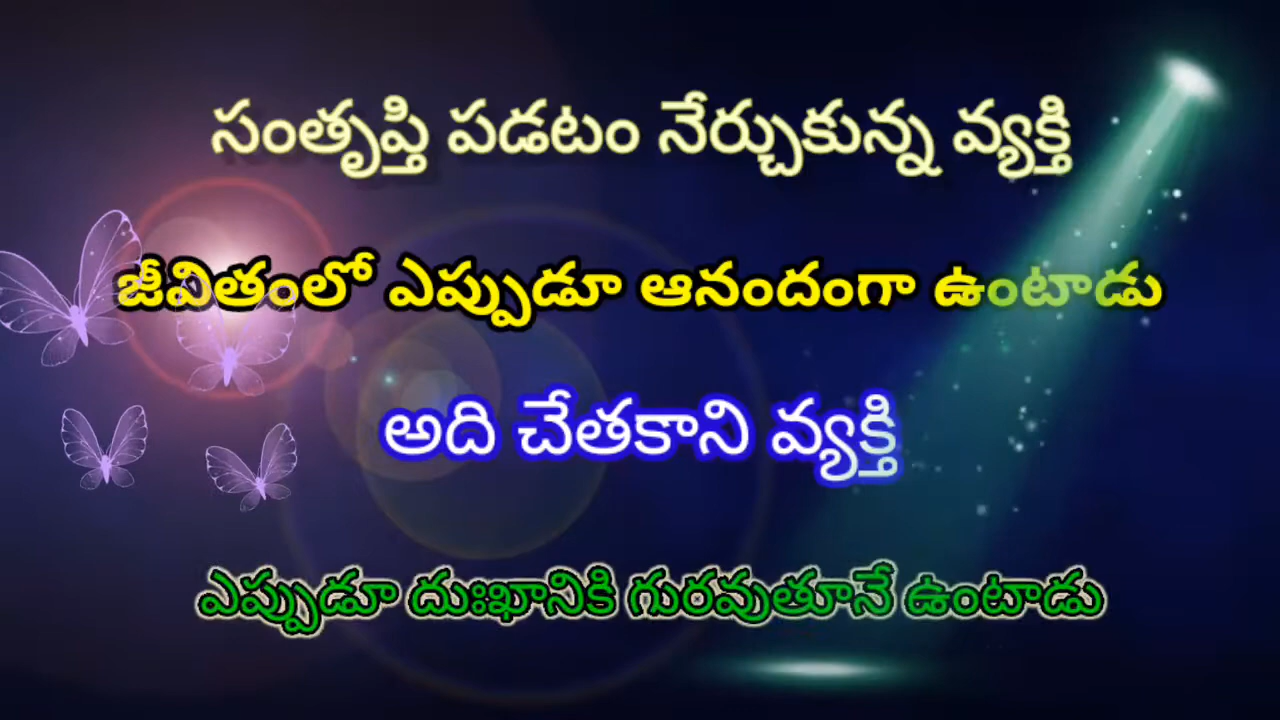 సంతృప్తి పడటం నేర్చుకున్న వ్యక్తి
జీవితంలో ఎప్పుడూ ఆనందంగా ఉంటాడు
అది చేతకాని వ్యక్తి
ఎప్పుడూ దుఃఖానికి గురవుతూనే ఉంటాడు